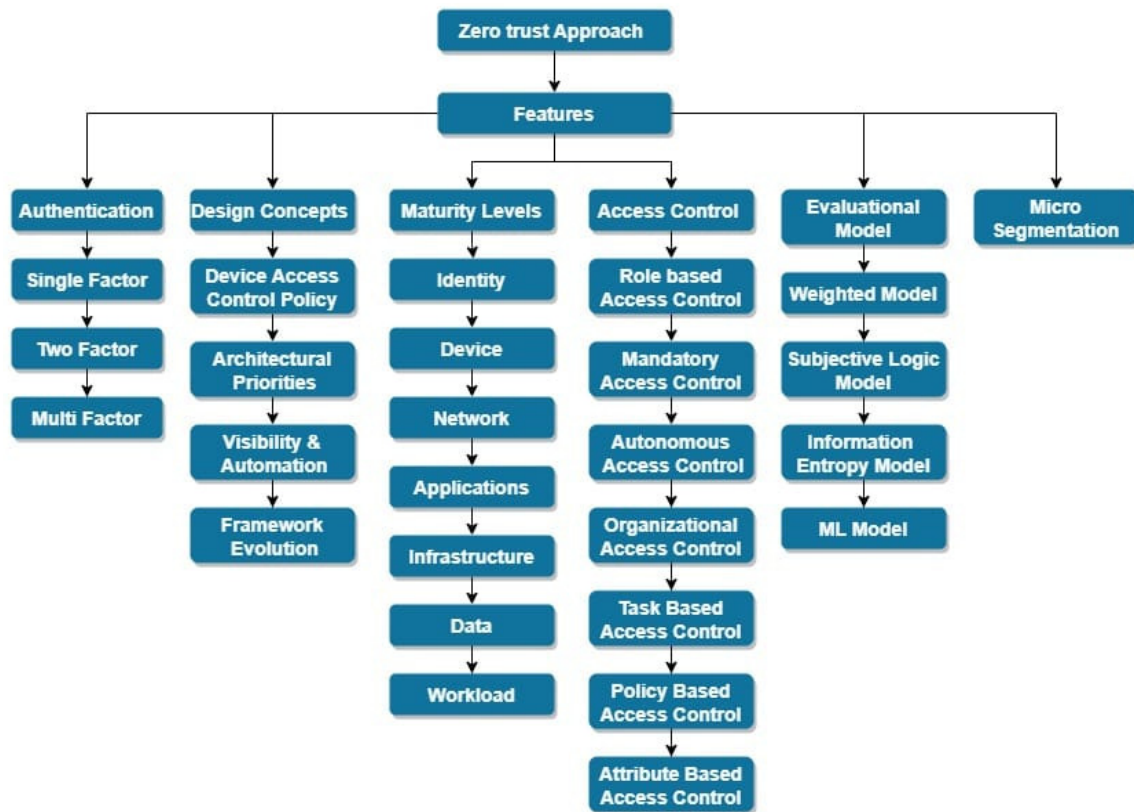 Zero trust Approach
Features
Authentication
Single Factor
Two Factor
Multi Factor
Design Concepts
Device Access
Control Policy
Architectural
Priorities
Visibility &
Automation
Framework
Evolution
Maturity Levels
Identity
Device
Network
Applications
Infrastructure
Data
Workload
Access Control
Role based
Access Control
Mandatory
Access Control
Autonomous
Access Control
Organizational
Access Control
Task Based
Access Control
Policy Based
Access Control
Attribute Based
Access Control
Evaluational
Model
Weighted Model
Subjective Logic
Model
Information
Entropy Model
ML Model
Micro
Segmentation